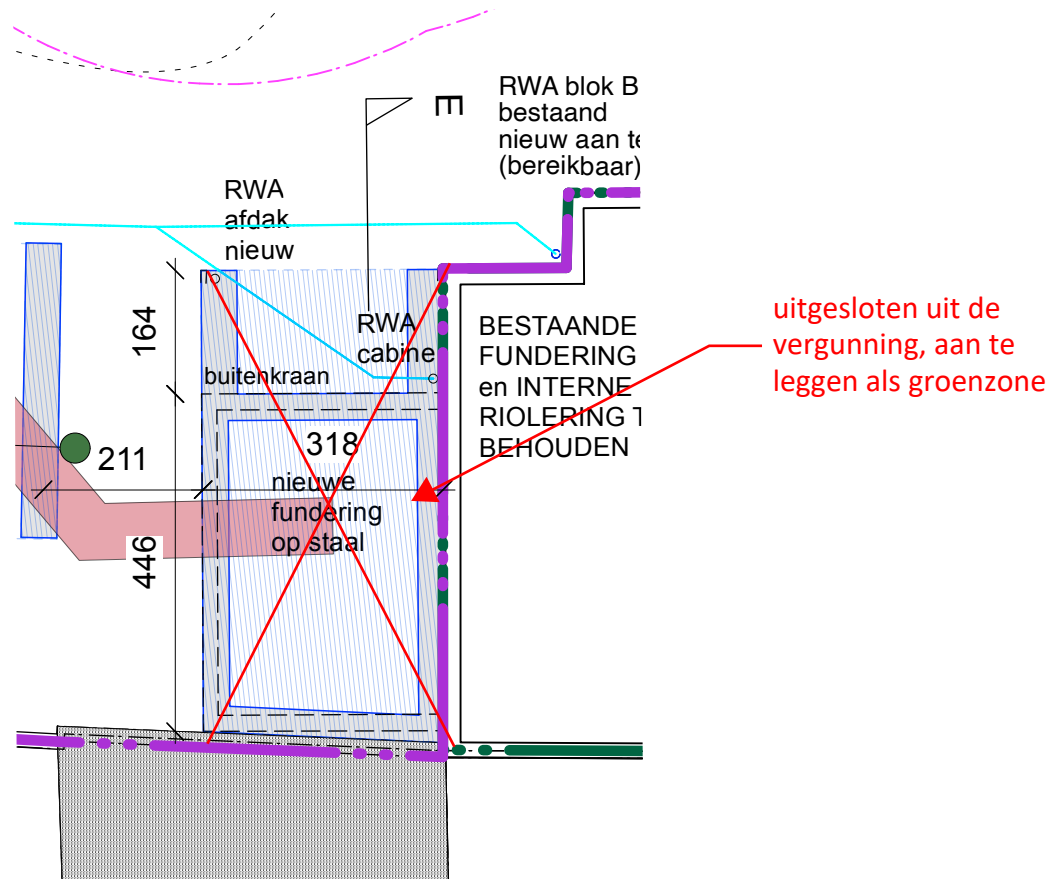 RWA blok B
bestaand
nieuw aan te
(bereikbaar)
E
RWA
afdak
nieuw
164
RWA
cabine
buitenkraan
BESTAANDE
FUNDERING
en INTERNE
RIOLERING T
BEHOUDEN
uitgesloten uit de
vergunning, aan te
leggen als groenzone
211
318
nieuwe
fundering
op staal
446